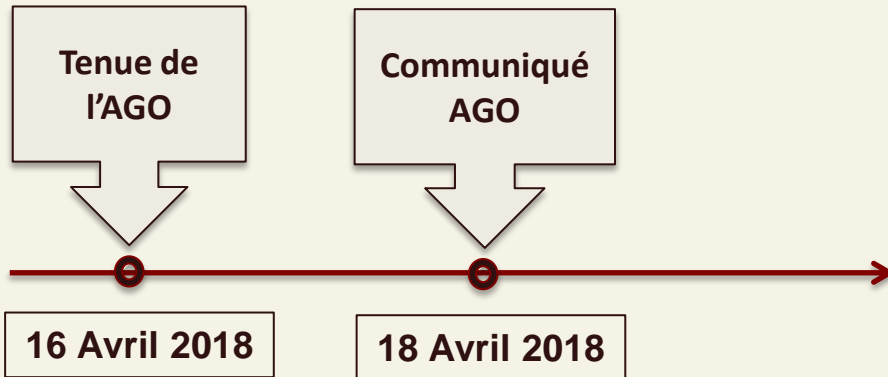 Tenue de
l’AGO
Communiqué
AGO
16 Avril 2018
18 Avril 2018